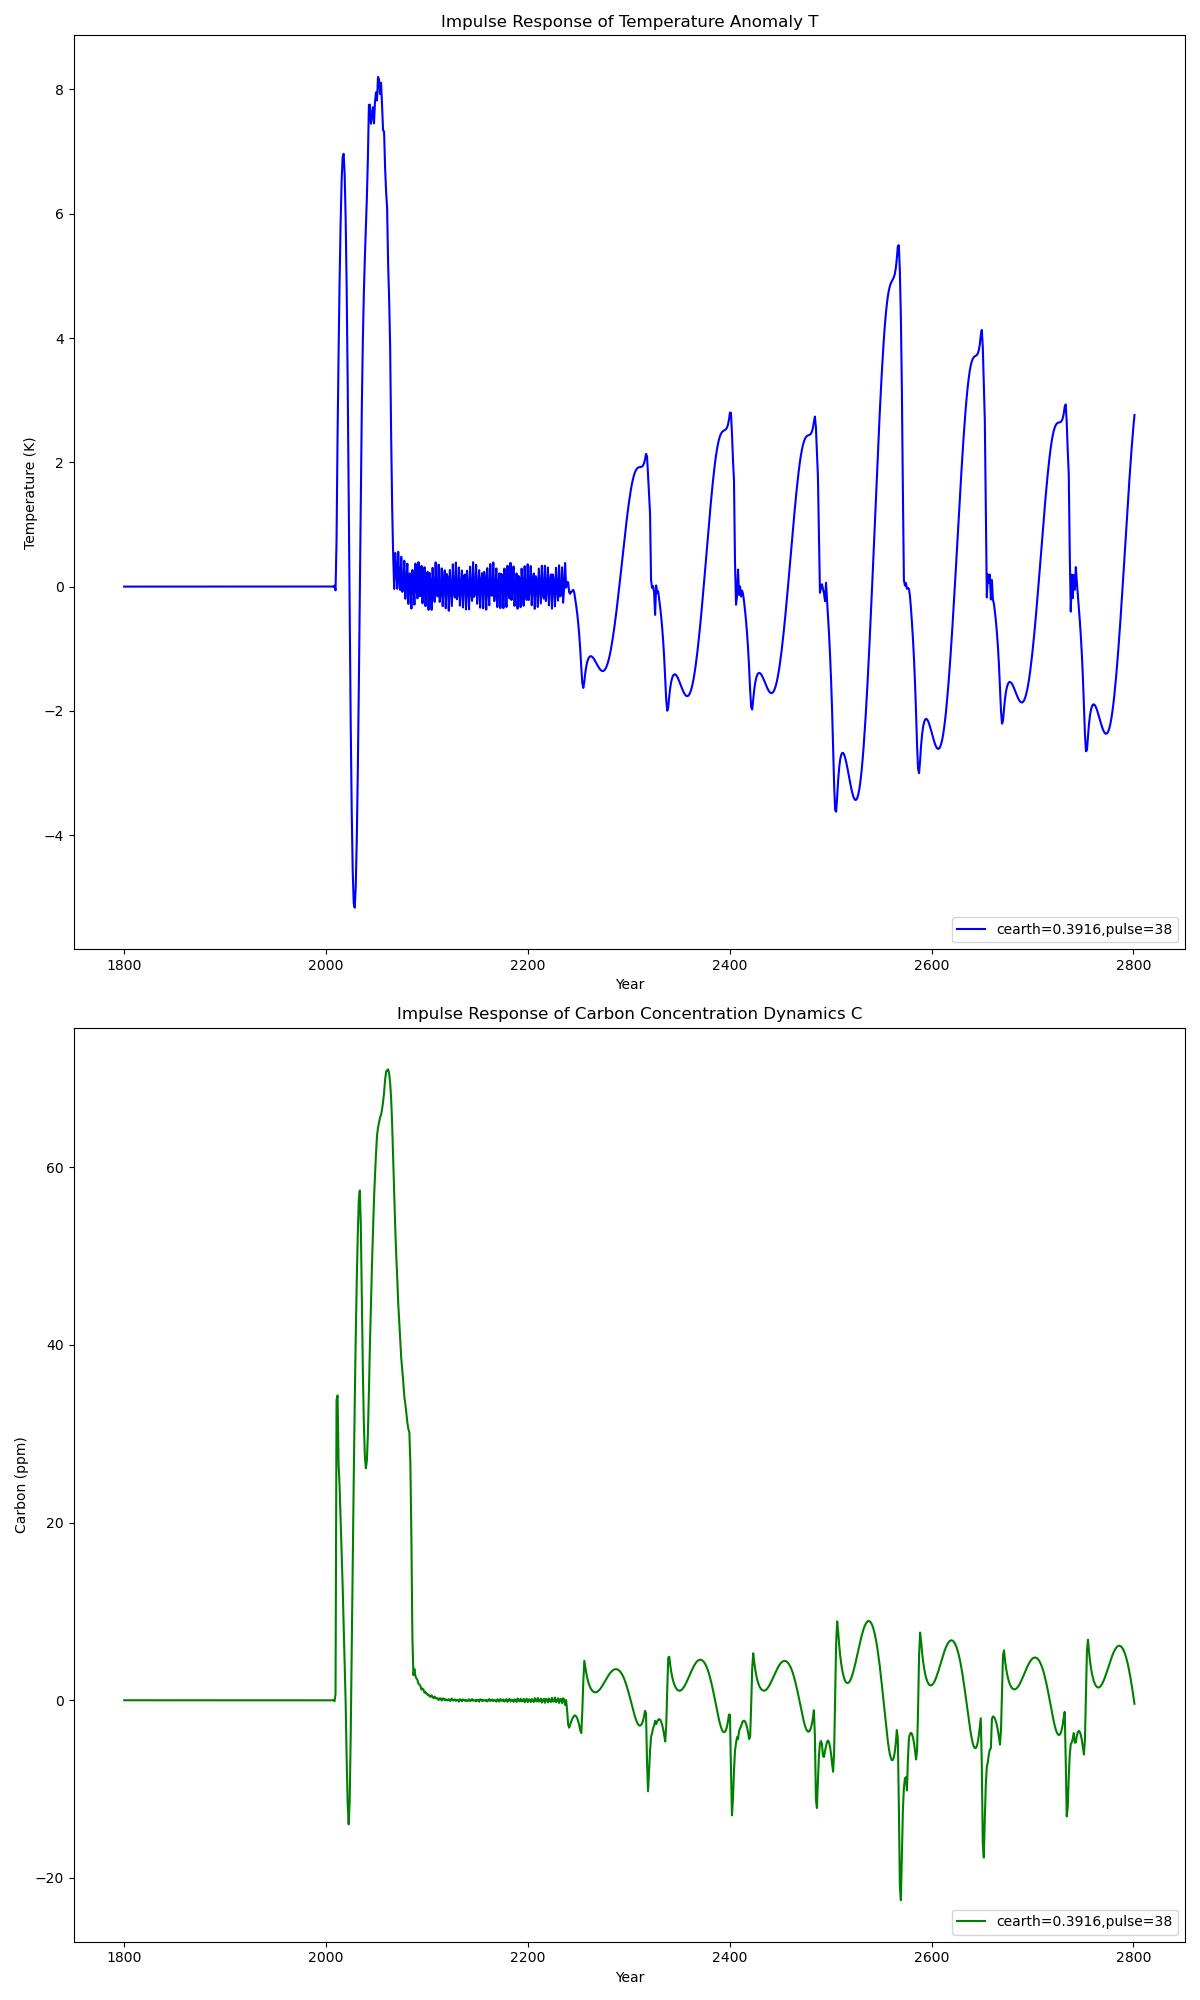 Impulse Response of Temperature Anomaly T
8
6
4
2
0
−2
−4
Temperature (K)
cearth=0.3916,pulse=38
1800 2000 2200 2400 2600 2800
Year
Impulse Response of Carbon Concentration Dynamics C
60
40
20
0
−20
Carbon (ppm)
cearth=0.3916,pulse=38
1800 2000 2200 2400 2600 2800
Year